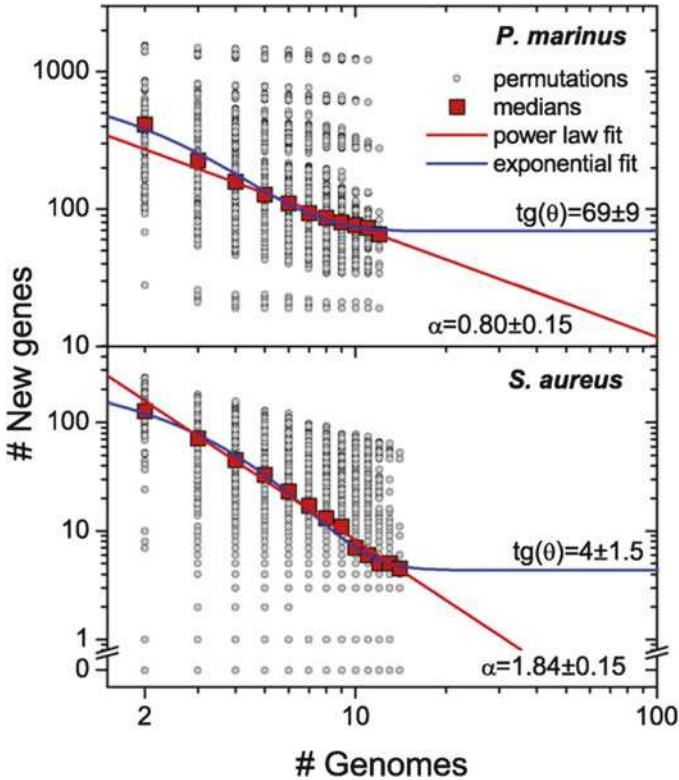 P. marinus
permutations
medians
power law fit
exponential fit
1000
100
10
tg(θ)=69±9
α=0.80±0.15
# New genes
S. aureus
100
10
1
0
tg(θ)=4±1.5
α=1.84±0.15
2
10
100
# Genomes